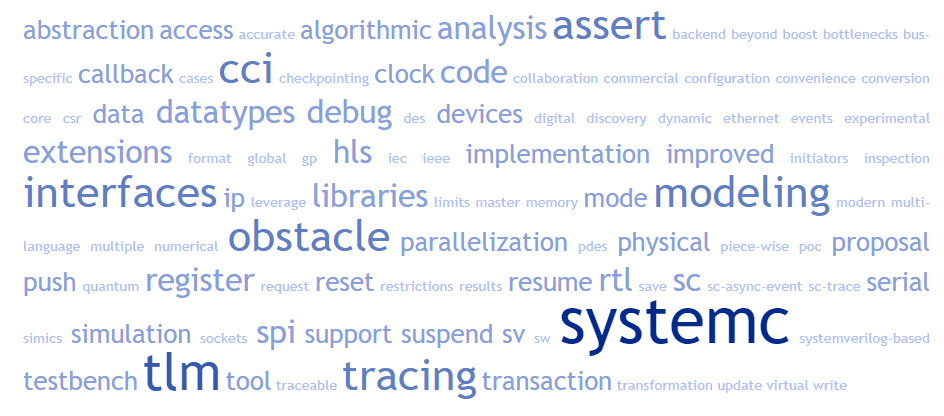 abstraction access accurate algorithmic analysis assert backend beyond boost bottlenecks bus-
specific callback cases cci checkpointing clock code collaboration commercial configuration convenience conversion
core csr data datatypes debug des devices digital discovery dynamic ethernet events experimental
extensions format global gp hls iec ieee implementation improved initiators inspection
interfaces ip leverage libraries limits master memory mode modeling modern multi-
language multiple numerical obstacle parallelization pdes physical piece-wise poc proposal
push quantum register request reset restrictions results resume rtl save sc sc-async-event sc-trace serial
simics simulation sockets spi support suspend sv sw systemc systemverilog-based
testbench tlm tool traceable tracing transaction transformation update virtual write